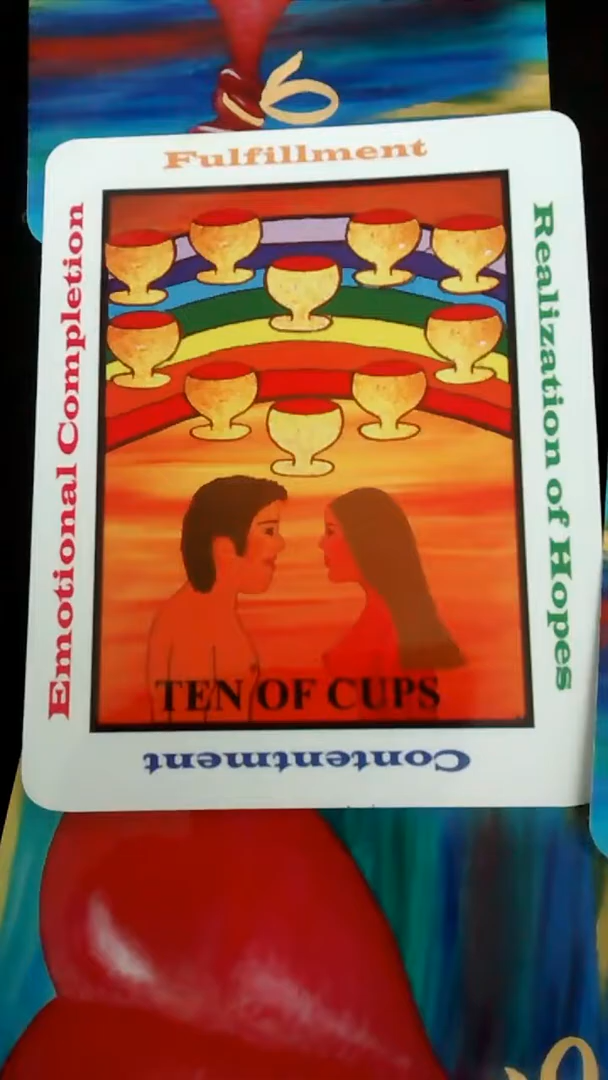 Fulfillment
Emotional Completion
Realization of Hopes
TEN OF CUPS
Contentment